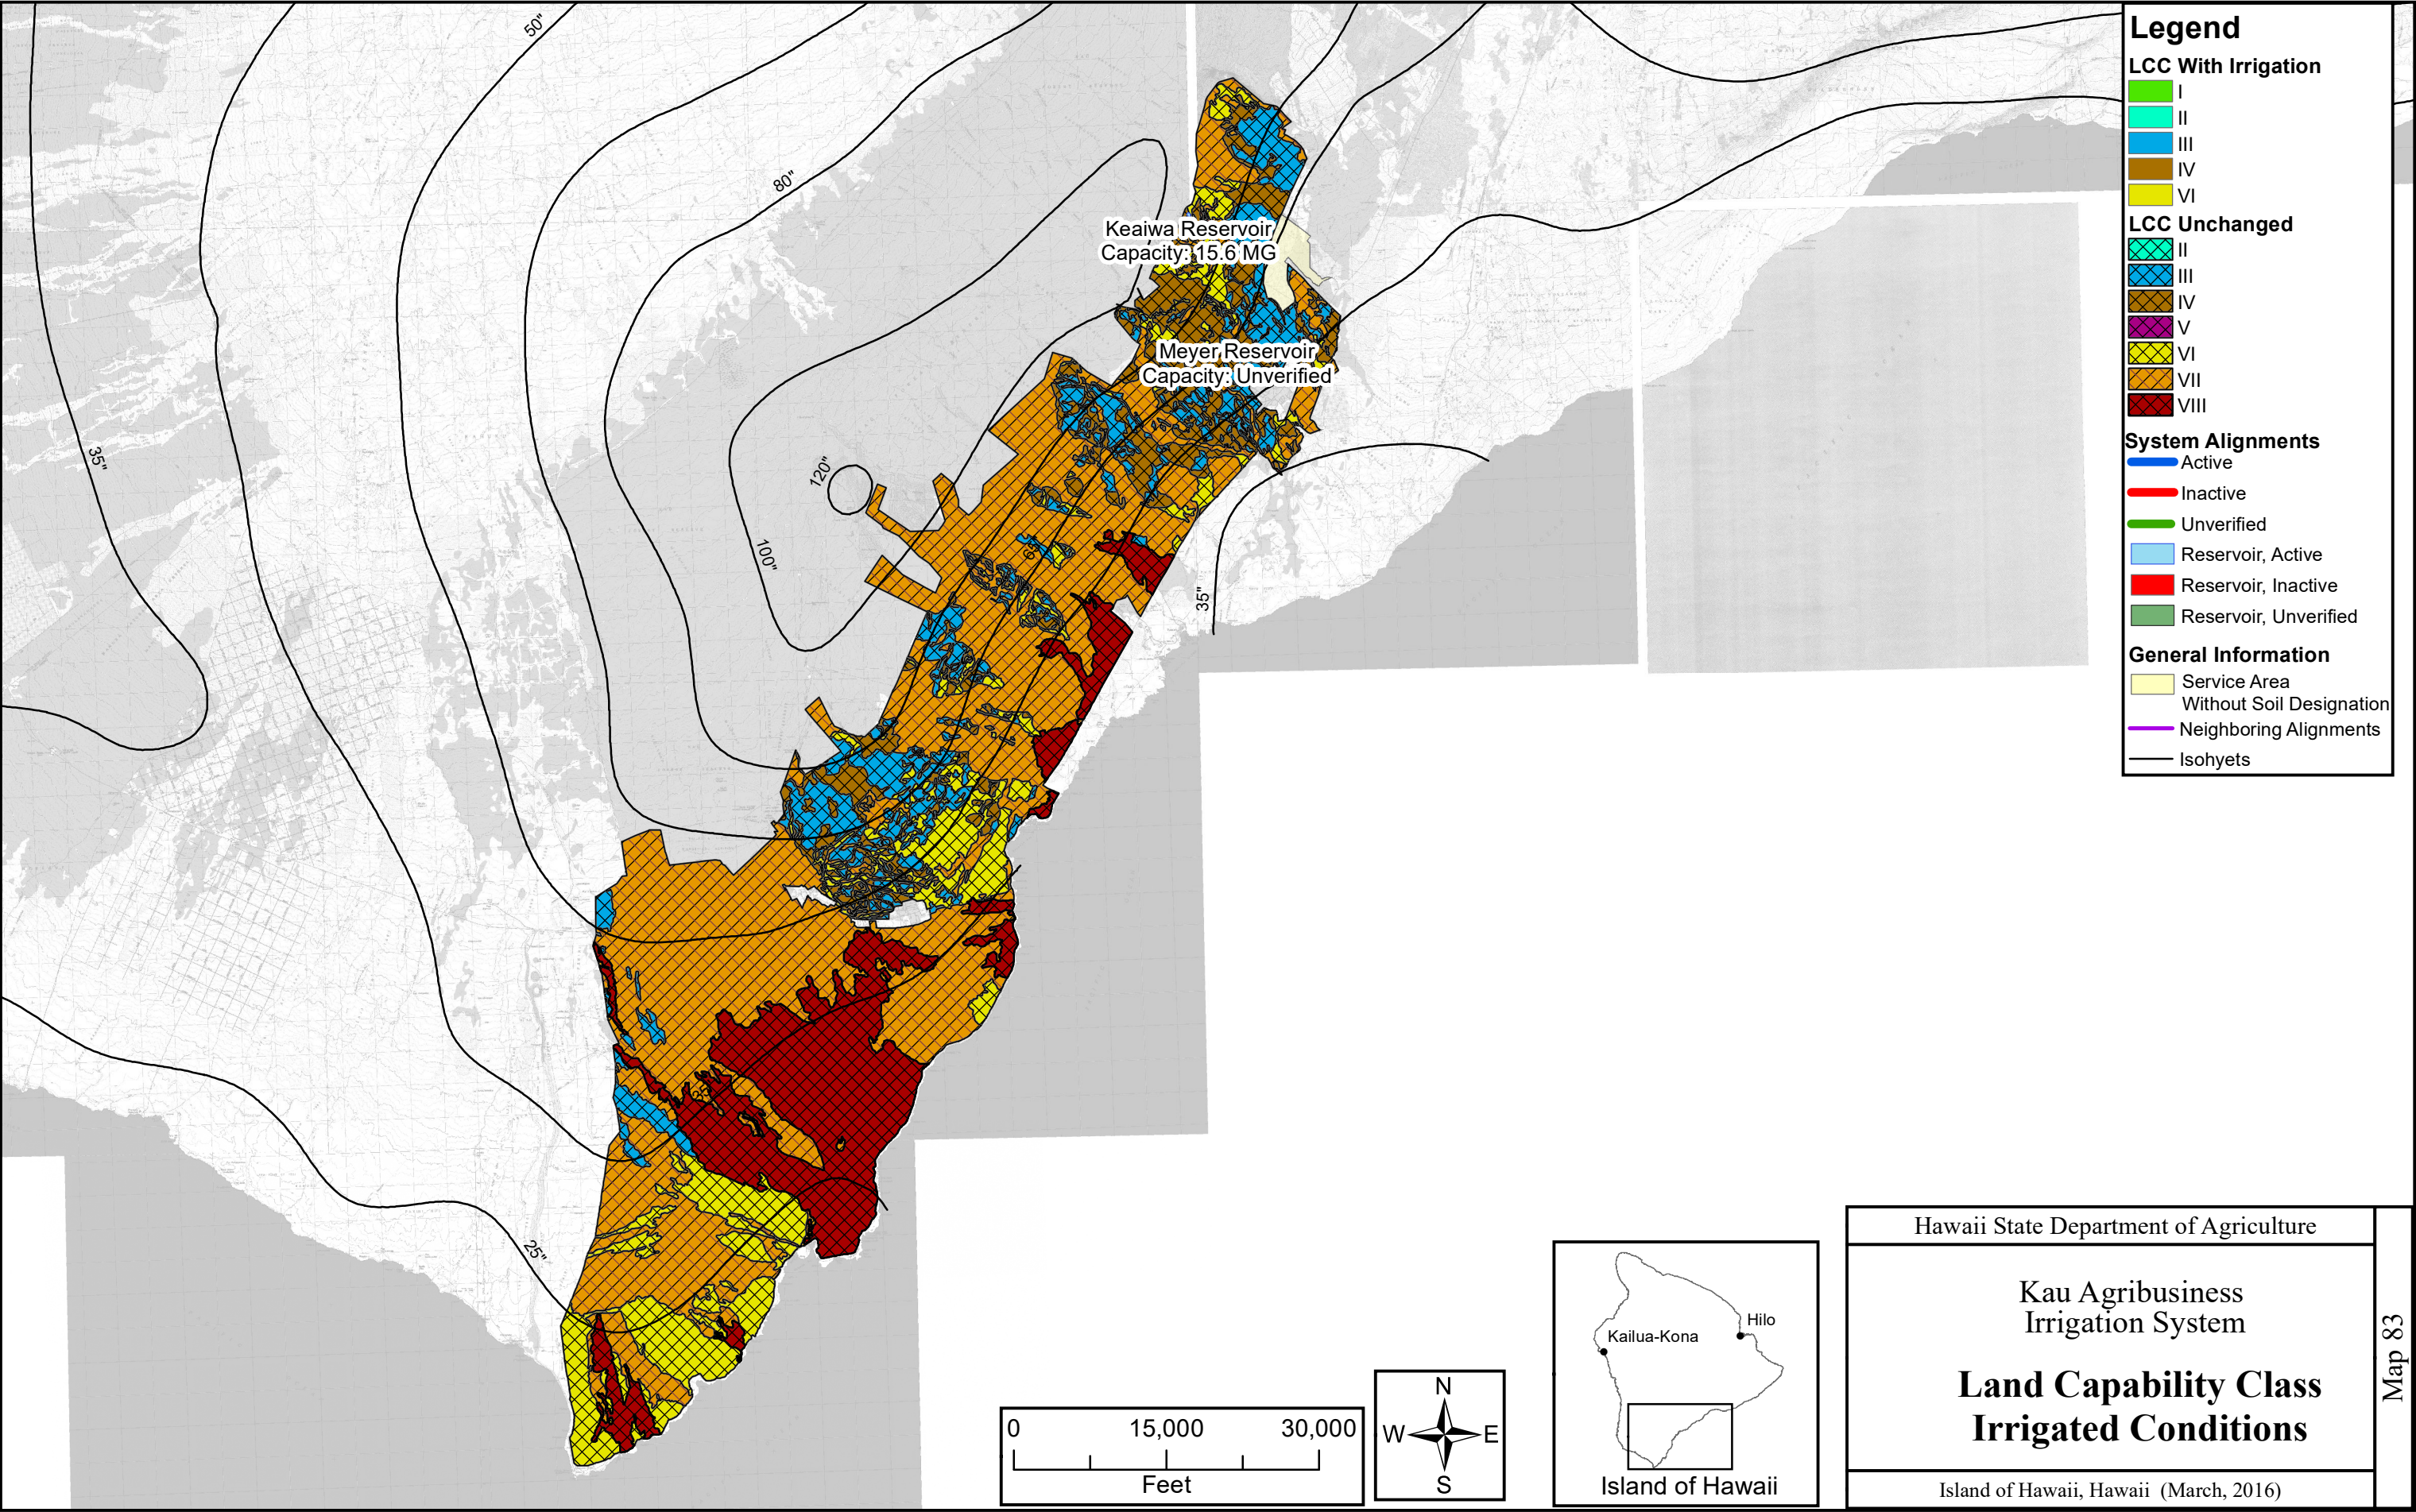 50"
80"
35"
120"
100"
65"
35"
35"
25"
Keaiwa Reservoir
Capacity: 15.6 MG
Meyer Reservoir
Capacity: Unverified
Legend
LCC With Irrigation
I
II
III
IV
VI
LCC Unchanged
II
III
IV
V
VI
VII
VIII
System Alignments
Active
Inactive
Unverified
Reservoir, Active
Reservoir, Inactive
Reservoir, Unverified
General Information
Service Area
Without Soil Designation
Neighboring Alignments
Isohyets
0 15,000 30,000
Feet
N
W E
S
Hilo
Kailua-Kona
Island of Hawaii
Hawaii State Department of Agriculture
Kau Agribusiness
Irrigation System
Land Capability Class
Irrigated Conditions
Island of Hawaii, Hawaii (March, 2016)
Map 83